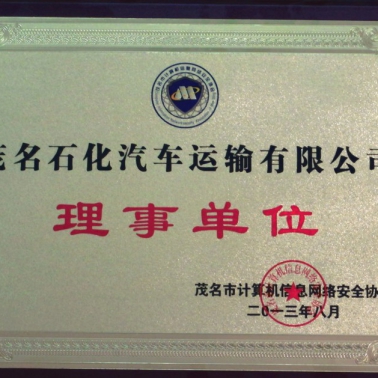 茂名石化汽车运输有限公司
理事单位
茂名市计算机信息网络安全协
二〇一三年八月